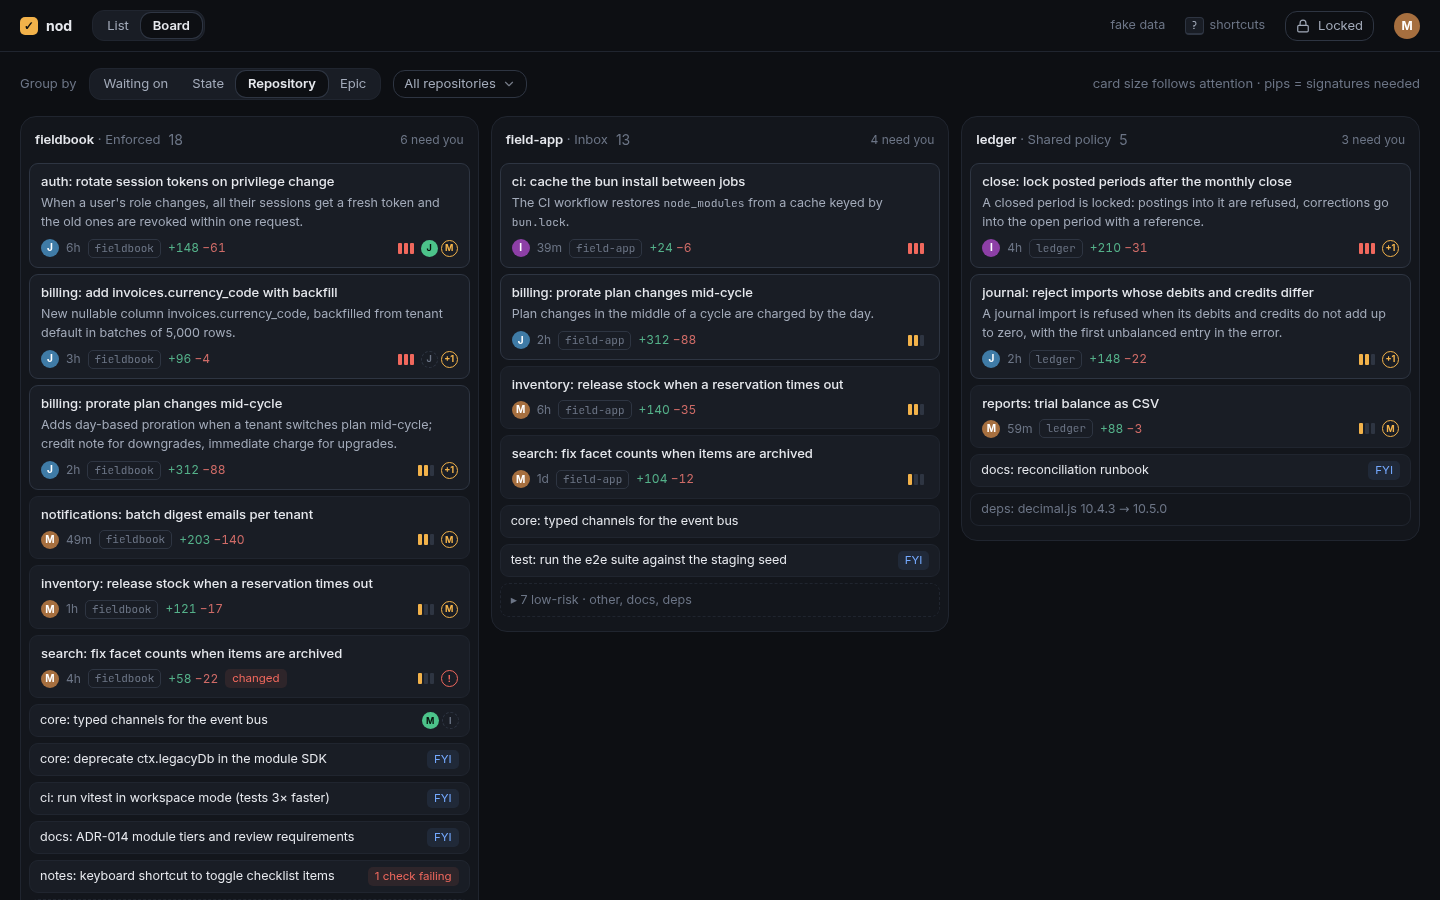 ✓ nod List Board fake data ? shortcuts Locked M
Group by Waiting on State Repository Epic All repositories card size follows attention · pips = signatures needed
fieldbook · Enforced 18 6 need you
auth: rotate session tokens on privilege change
When a user's role changes, all their sessions get a fresh token and
the old ones are revoked within one request.
J 6h fieldbook +148 −61 J M
billing: add invoices.currency_code with backfill
New nullable column invoices.currency_code, backfilled from tenant
default in batches of 5,000 rows.
J 3h fieldbook +96 −4 J +1
billing: prorate plan changes mid-cycle
Adds day-based proration when a tenant switches plan mid-cycle;
credit note for downgrades, immediate charge for upgrades.
J 2h fieldbook +312 −88 +1
notifications: batch digest emails per tenant
M 49m fieldbook +203 −140 M
inventory: release stock when a reservation times out
M 1h fieldbook +121 −17 M
search: fix facet counts when items are archived
M 4h fieldbook +58 −22 changed !
core: typed channels for the event bus M I
core: deprecate ctx.legacyDb in the module SDK FYI
ci: run vitest in workspace mode (tests 3× faster) FYI
docs: ADR-014 module tiers and review requirements FYI
notes: keyboard shortcut to toggle checklist items 1 check failing
field-app · Inbox 13 4 need you
ci: cache the bun install between jobs
The CI workflow restores node_modules from a cache keyed by
bun.lock.
I 39m field-app +24 −6
billing: prorate plan changes mid-cycle
Plan changes in the middle of a cycle are charged by the day.
J 2h field-app +312 −88
inventory: release stock when a reservation times out
M 6h field-app +140 −35
search: fix facet counts when items are archived
M 1d field-app +104 −12
core: typed channels for the event bus
test: run the e2e suite against the staging seed FYI
▸ 7 low-risk · other, docs, deps
ledger · Shared policy 5 3 need you
close: lock posted periods after the monthly close
A closed period is locked: postings into it are refused, corrections go
into the open period with a reference.
I 4h ledger +210 −31 +1
journal: reject imports whose debits and credits differ
A journal import is refused when its debits and credits do not add up
to zero, with the first unbalanced entry in the error.
J 2h ledger +148 −22 +1
reports: trial balance as CSV
M 59m ledger +88 −3 M
docs: reconciliation runbook FYI
deps: decimal.js 10.4.3 → 10.5.0